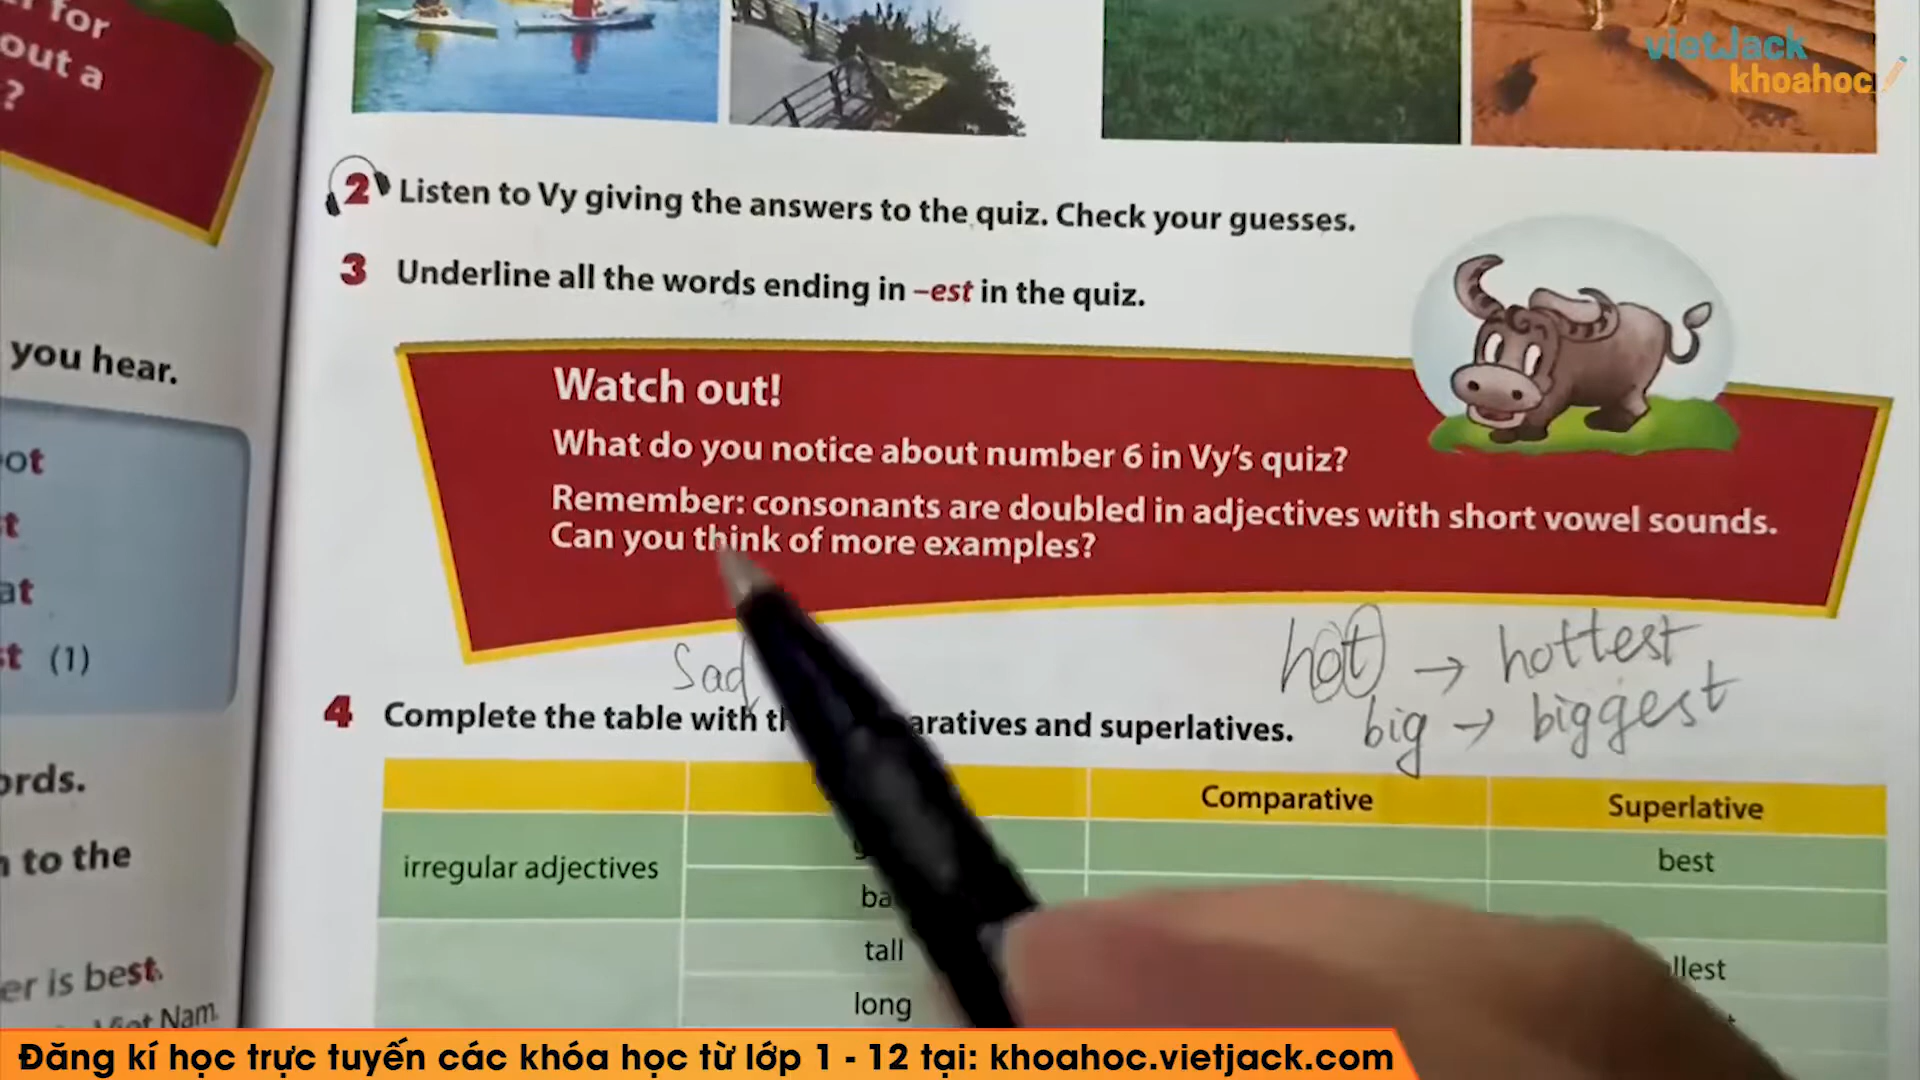 for
out a
?
vietJack
khoahoc
2 Listen to Vy giving the answers to the quiz. Check your guesses.
3 Underline all the words ending in –est in the quiz.
you hear.
Watch out!
What do you notice about number 6 in Vy's quiz?
Remember: consonants are doubled in adjectives with short vowel sounds.
Can you think of more examples?
ot
t
at
st (1)
sad
hot → hottest
big → biggest
4 Complete the table with aratives and superlatives.
ords.
to the
er is best.
Viet Nam.
Comparative Superlative
irregular adjectives best
ba
tall llest
long
Đăng kí học trực tuyến các khóa học từ lớp 1 - 12 tại: khoahoc.vietjack.com